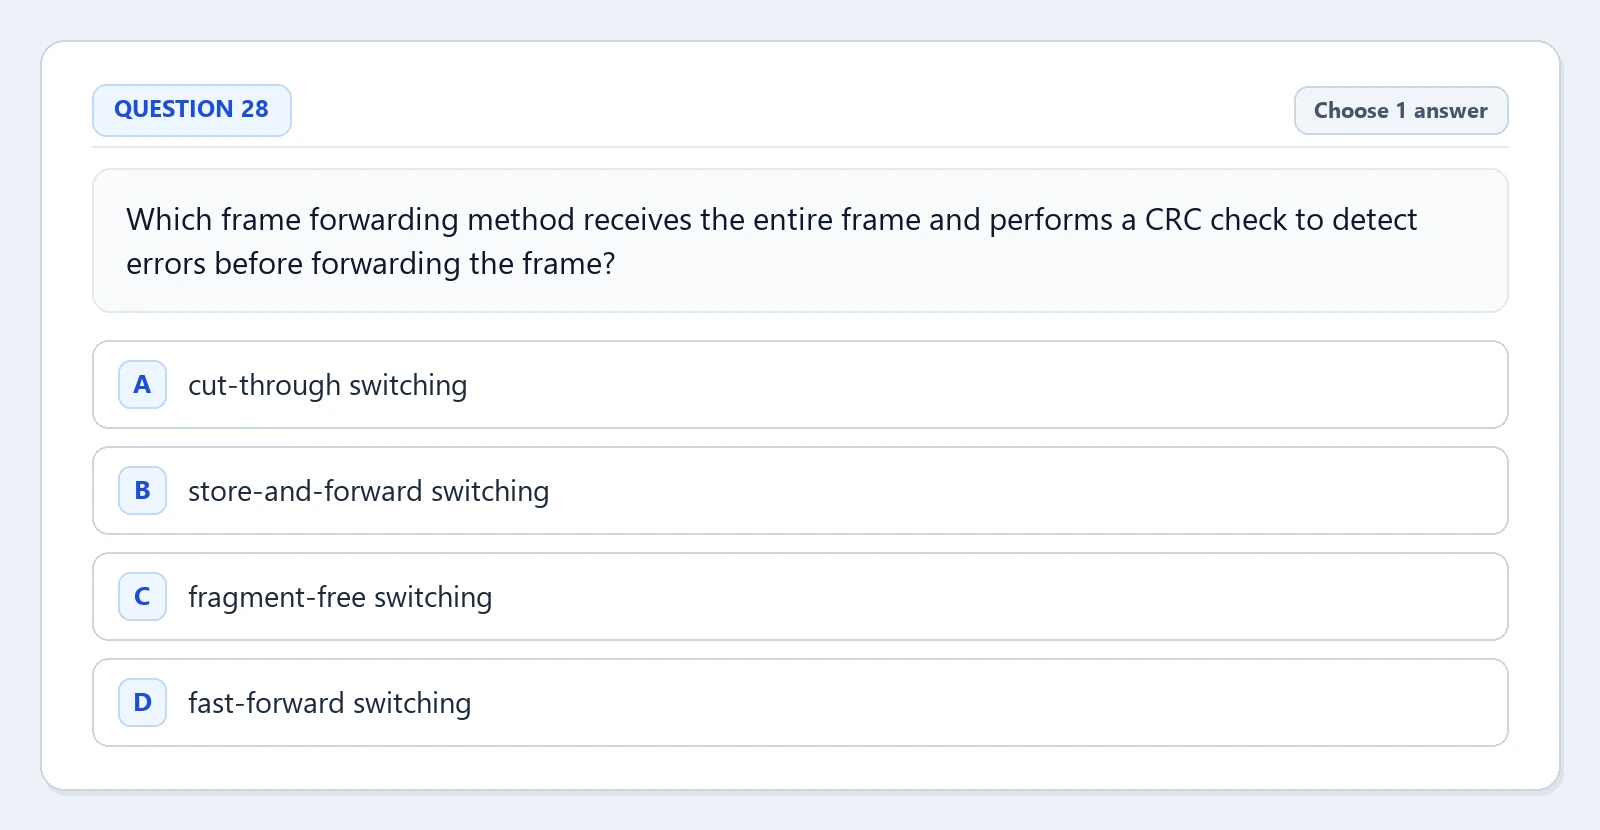 QUESTION 28
Choose 1 answer
Which frame forwarding method receives the entire frame and performs a CRC check to detect
errors before forwarding the frame?
A cut-through switching
B store-and-forward switching
C fragment-free switching
D fast-forward switching